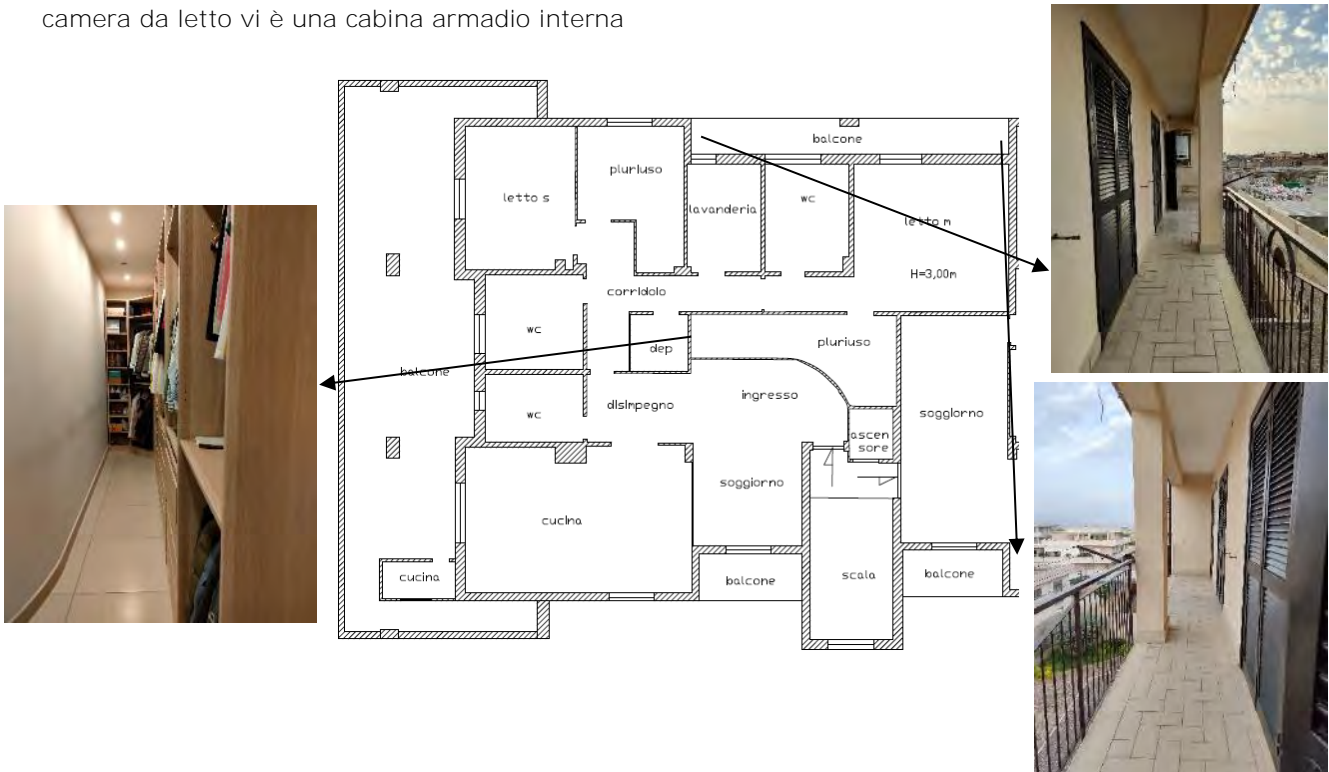 camera da letto vi è una cabina armadio interna
balcone
pluriuso
letto s
lavanderia
wc
letto m
H=3,00m
corridoio
wc
dep
pluriuso
balcone
wc
disimpegno
ingresso
soggiorno
ascen
sore
soggiorno
cucina
cucina
balcone
scala
balcone